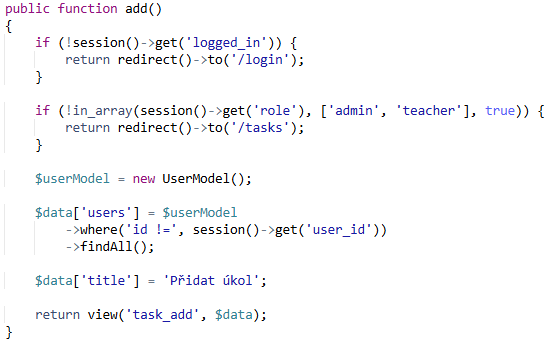 public function add()
{
    if (!session()->get('logged_in')) {
        return redirect()->to('/login');
    }

    if (!in_array(session()->get('role'), ['admin', 'teacher'], true)) {
        return redirect()->to('/tasks');
    }

    $userModel = new UserModel();

    $data['users'] = $userModel
        ->where('id !=', session()->get('user_id'))
        ->findAll();

    $data['title'] = 'Přidat úkol';

    return view('task_add', $data);
}